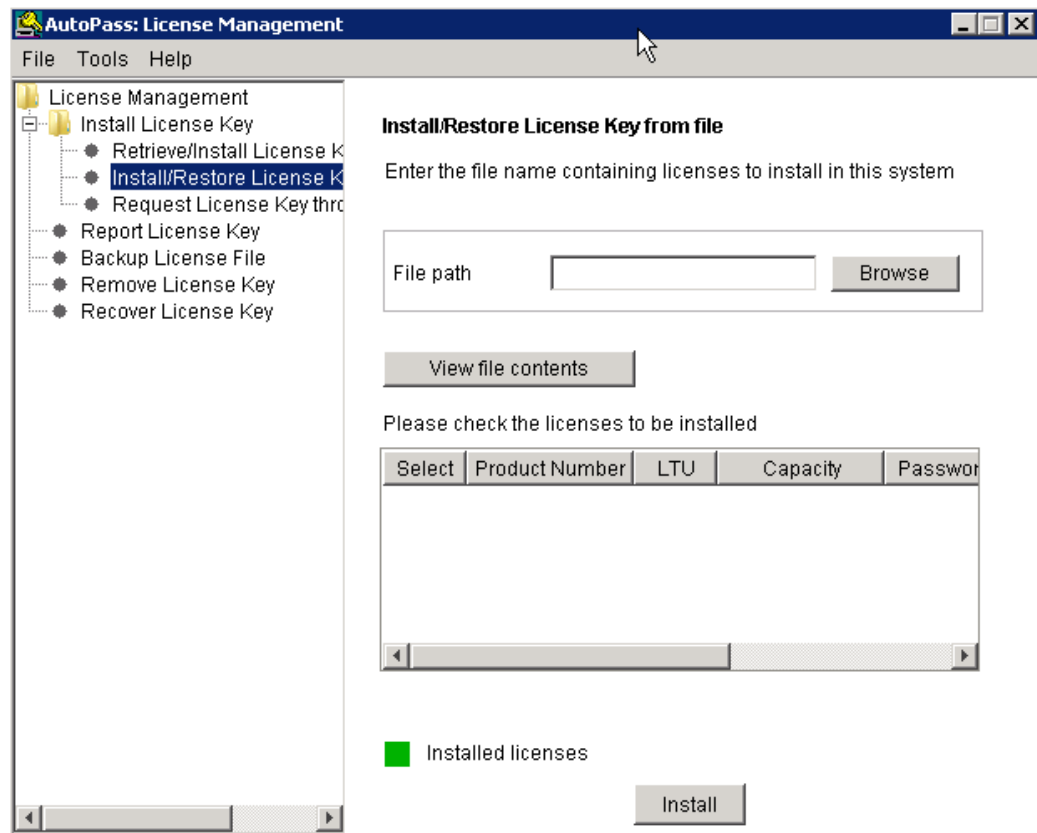 AutoPass: License Management
File Tools Help
License Management
Install License Key
Retrieve/Install License K
Install/Restore License K
Request License Key thro
Report License Key
Backup License File
Remove License Key
Recover License Key
Install/Restore License Key from file
Enter the file name containing licenses to install in this system
File path Browse
View file contents
Please check the licenses to be installed
Select Product Number LTU Capacity Passwor
Installed licenses
Install